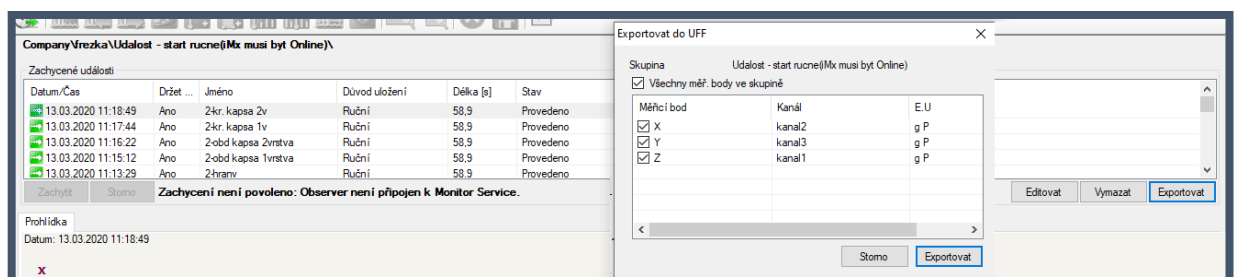 Company\frezka\Udalost - start rucne(iMx musi byt Online)\
Zachycené události
Datum/Čas Držet ... Jméno Důvod uložení Délka [s] Stav
13.03.2020 11:18:49 Ano 2-kr. kapsa 2v Ruční 58,9 Provedeno
13.03.2020 11:17:44 Ano 2-kr. kapsa 1v Ruční 58,9 Provedeno
13.03.2020 11:16:22 Ano 2-obd kapsa 2vrstva Ruční 58,9 Provedeno
13.03.2020 11:15:12 Ano 2-obd kapsa 1vrstva Ruční 58,9 Provedeno
13.03.2020 11:13:29 Ano 2-hrany Ruční 58,9 Provedeno
Zachytit Storno Zachycení není povoleno: Observer není připojen k Monitor Service.
Editovat Vymazat Exportovat
Prohlídka
Datum: 13.03.2020 11:18:49
X
Exportovat do UFF
Skupina Udalost - start rucne(iMx musi byt Online)
Všechny měř. body ve skupině
Měřicí bod Kanál E.U
X kanal2 g P
Y kanal3 g P
Z kanal1 g P
Storno Exportovat